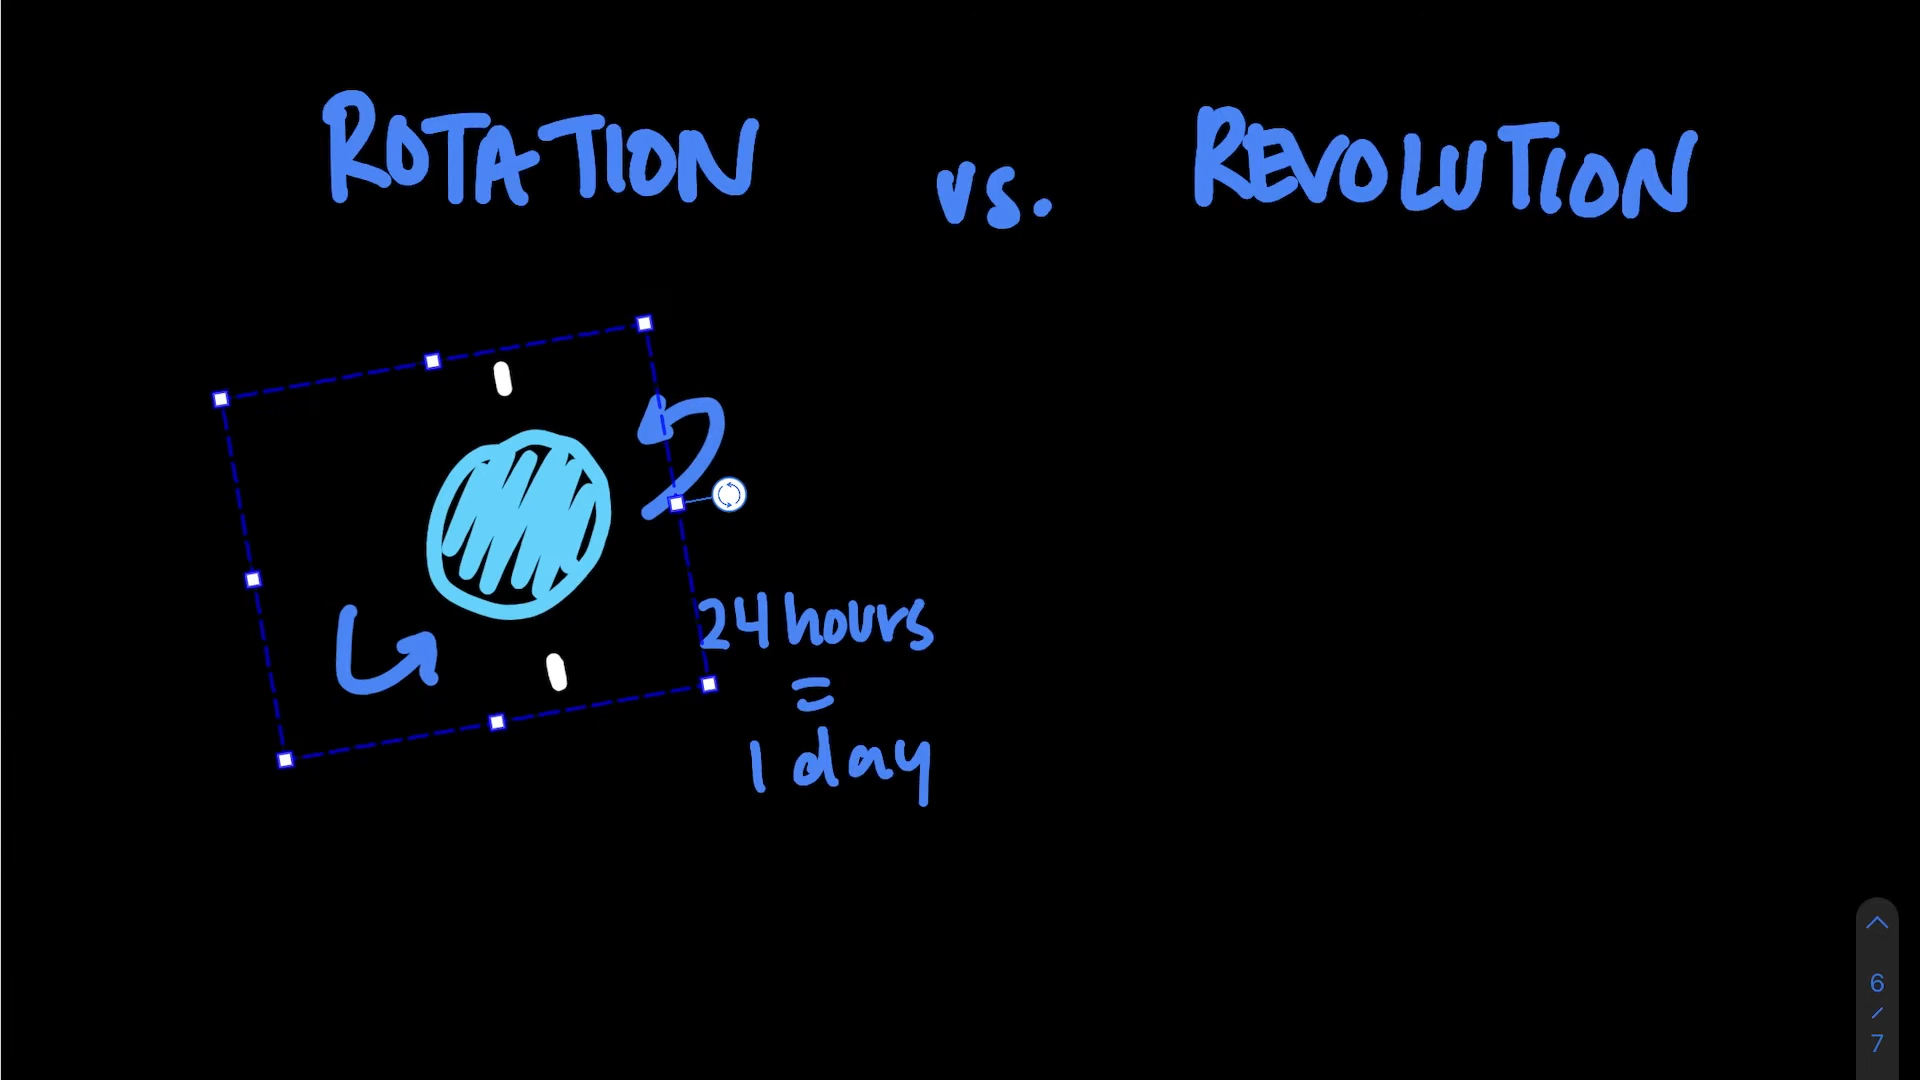 ROTATION vs. REVOLUTION
24 hours
=
1 day
6
/
7